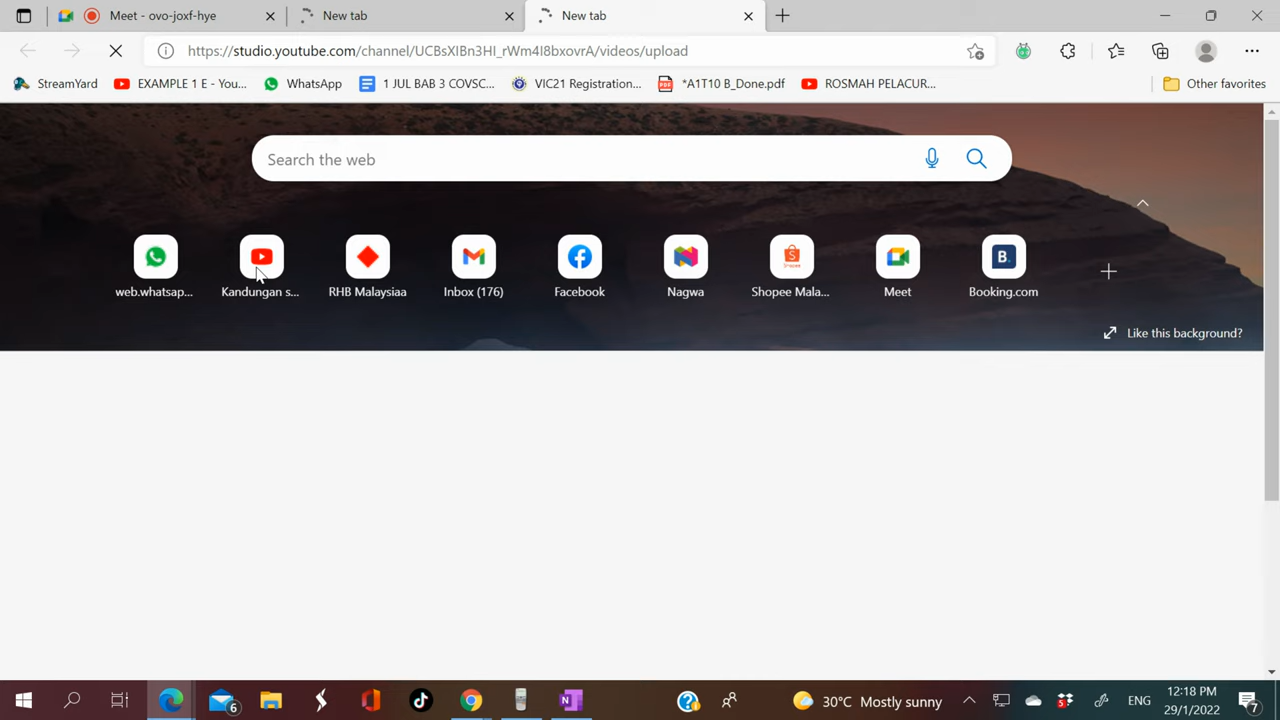 Meet - ovo-joxf-hye
New tab
New tab
https://studio.youtube.com/channel/UCBsXIBn3HI_rWm4I8bxovrA/videos/upload
StreamYard
EXAMPLE 1 E - You...
WhatsApp
1 JUL BAB 3 COVSC...
VIC21 Registration...
*A1T10 B_Done.pdf
ROSMAH PELACUR...
Other favorites
Search the web
web.whatsap...
Kandungan s...
RHB Malaysiaa
Inbox (176)
Facebook
Nagwa
Shopee Mala...
Meet
Booking.com
Like this background?
6
30°C Mostly sunny
5
ENG
12:18 PM
29/1/2022
7